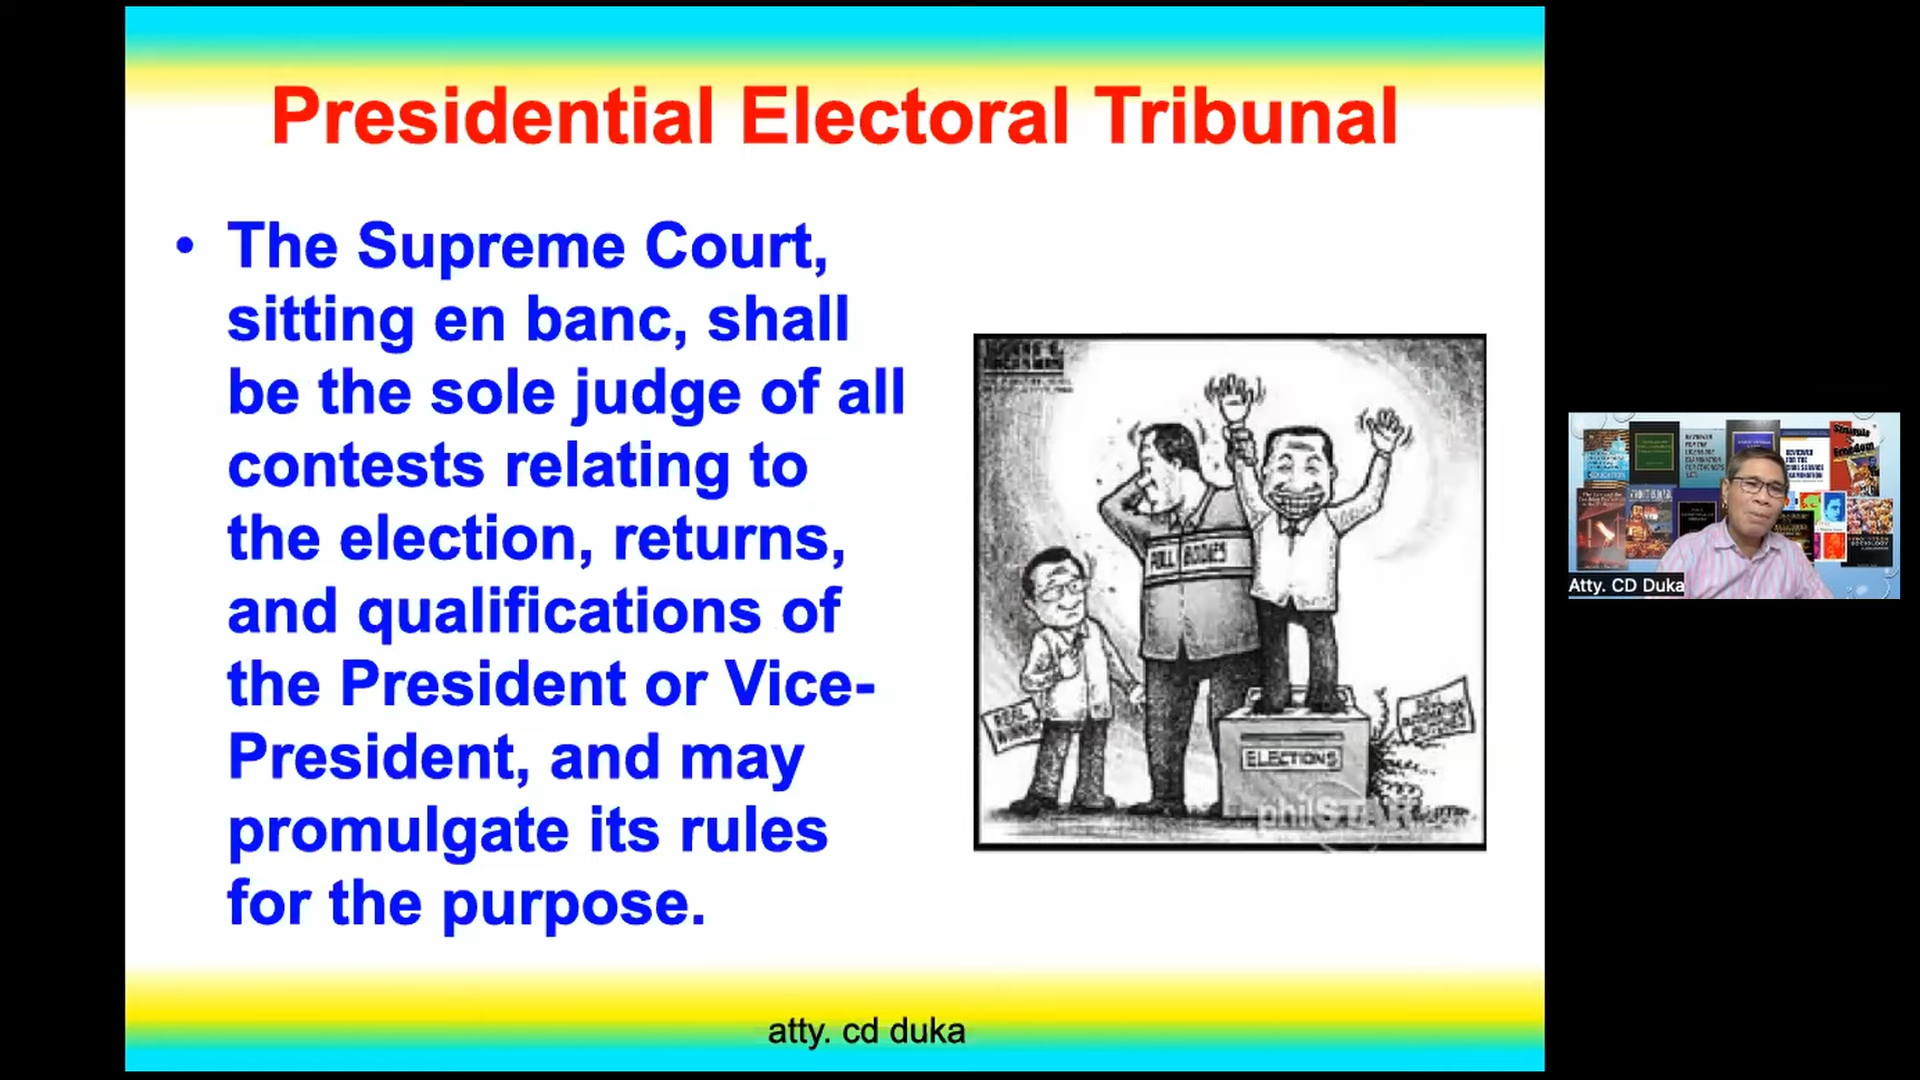 Presidential Electoral Tribunal
• The Supreme Court,
sitting en banc, shall
be the sole judge of all
contests relating to
the election, returns,
and qualifications of
the President or Vice-
President, and may
promulgate its rules
for the purpose.
REAL
ELECTIONS
philSTAR
atty. cd duka
Atty. CD Duka